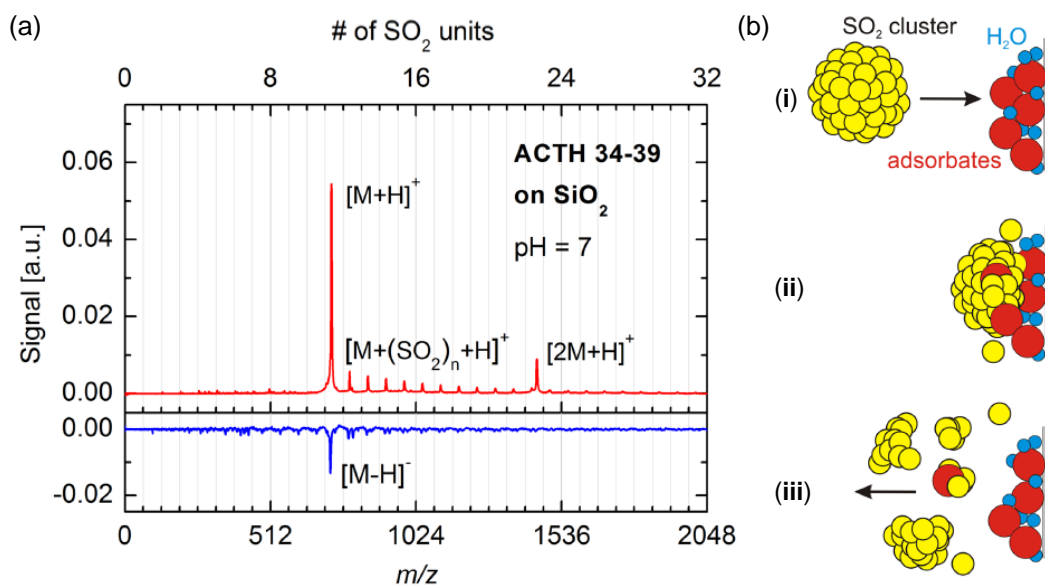 (a)
# of SO₂ units
0 8 16 24 32
Signal [a.u.]
0.06
0.04
0.02
0.00
0.00
-0.02
ACTH 34-39
on SiO₂
pH = 7
[M+H]⁺
[M+(SO₂)ₙ+H]⁺
[2M+H]⁺
[M-H]⁻
0 512 1024 1536 2048
m/z
(b)
SO₂ cluster
H₂O
(i)
adsorbates
(ii)
(iii)